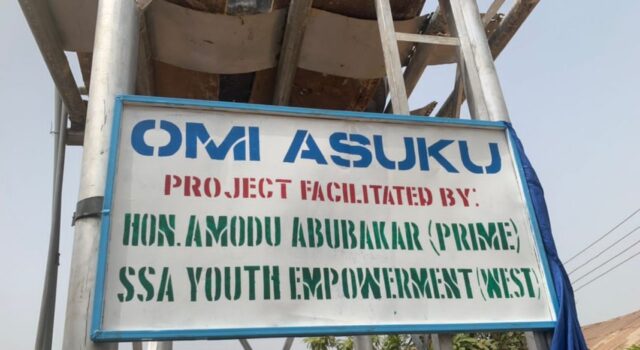 OMI ASUKU
PROJECT FACILITATED BY:
HON. AMODU ABUBAKAR (PRIME)
SSA YOUTH EMPOWERMENT (WEST)